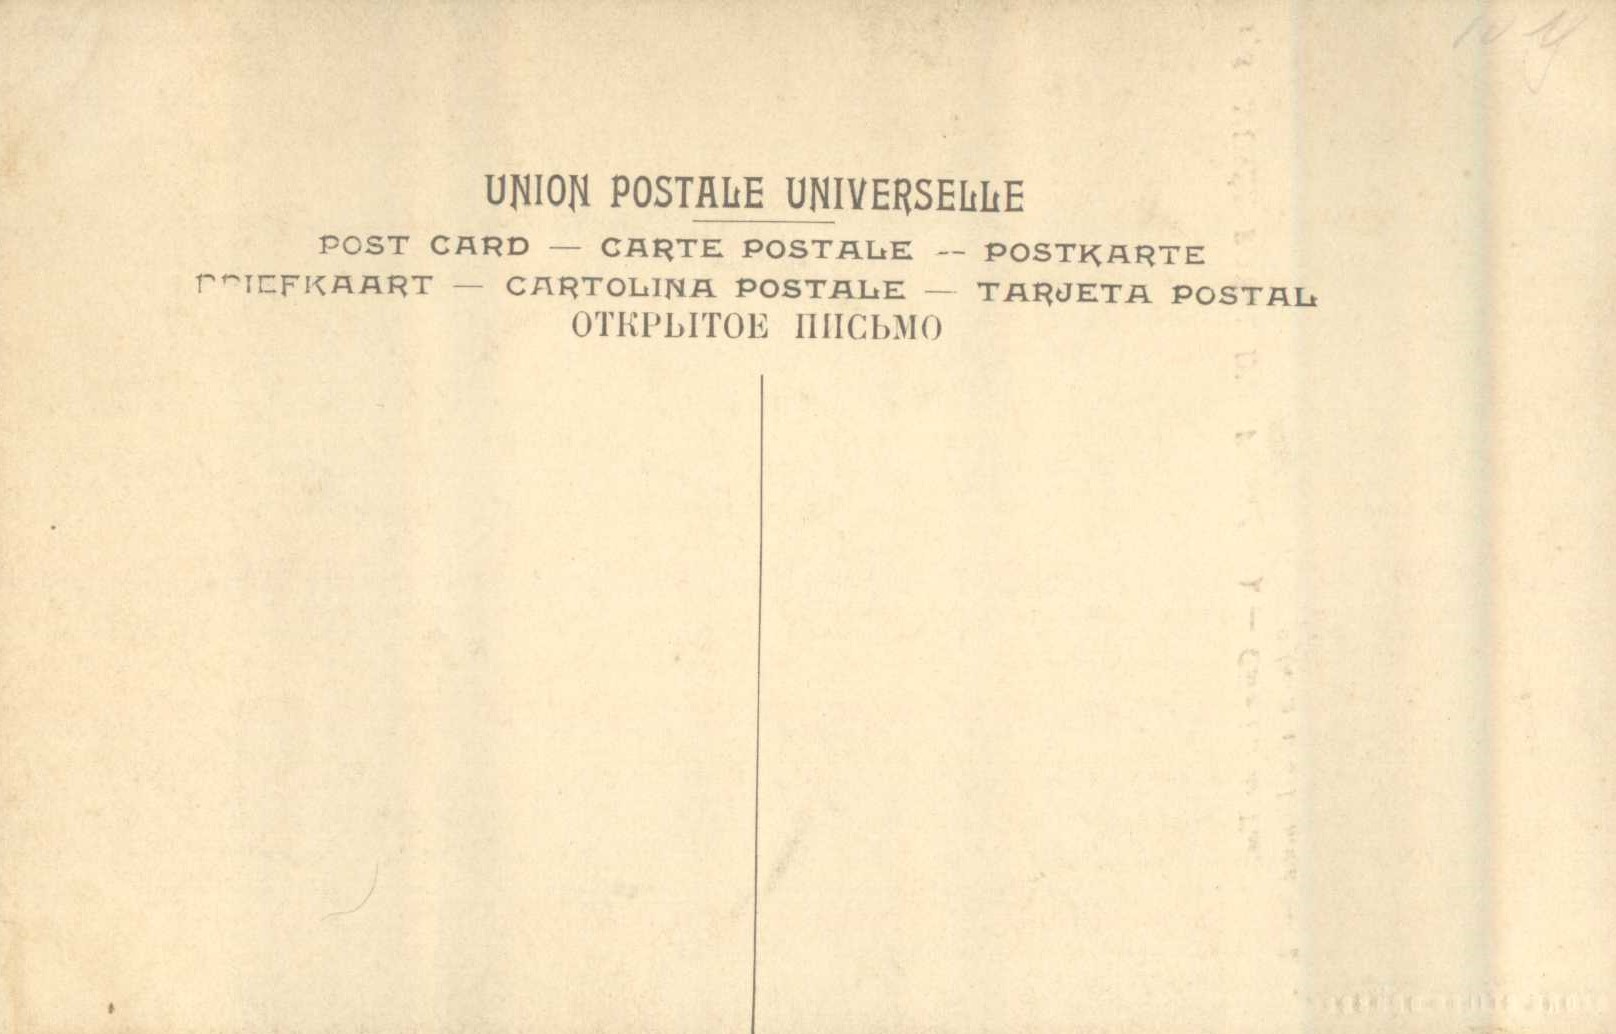 UNION POSTALE UNIVERSELLE
POST CARD — CARTE POSTALE -- POSTKARTE
BRIEFKAART — CARTOLINA POSTALE — TARJETA POSTAL
ОТКРЫТОЕ ПИСЬМО